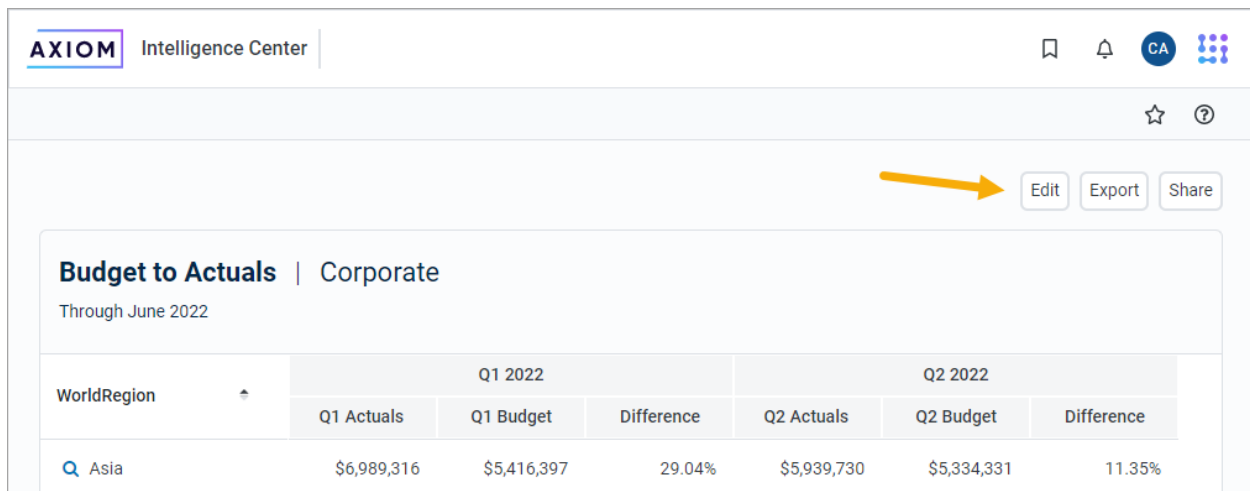 AXIOM Intelligence Center
CA
Edit Export Share
Budget to Actuals | Corporate
Through June 2022
WorldRegion
Q1 2022 Q2 2022
Q1 Actuals Q1 Budget Difference Q2 Actuals Q2 Budget Difference
Asia $6,989,316 $5,416,397 29.04% $5,939,730 $5,334,331 11.35%